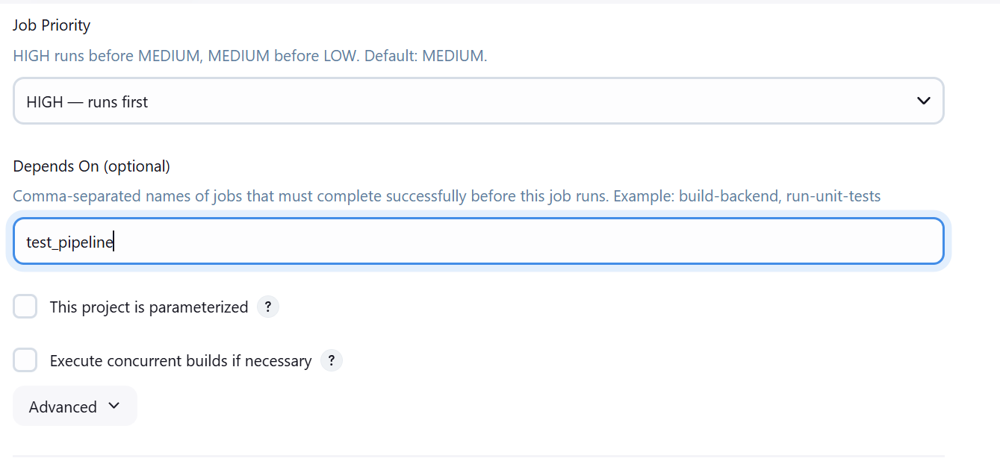 Job Priority
HIGH runs before MEDIUM, MEDIUM before LOW. Default: MEDIUM.
HIGH — runs first
Depends On (optional)
Comma-separated names of jobs that must complete successfully before this job runs. Example: build-backend, run-unit-tests
test_pipeline
This project is parameterized ?
Execute concurrent builds if necessary ?
Advanced